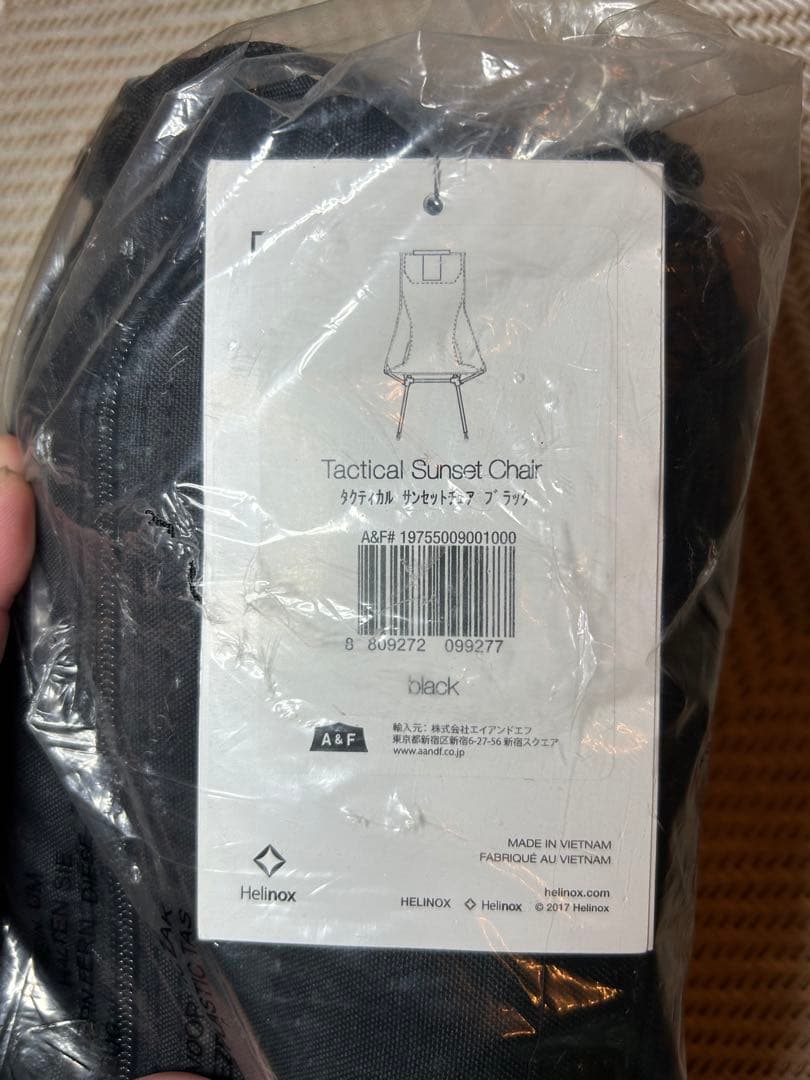 Tactical Sunset Chair
タクティカル サンセットチェア ブラック
A&F# 19755009001000
8 809272 099277
black
A & F
輸入元：株式会社エイアンドエフ
東京都新宿区新宿6-27-56 新宿スクエア
www.aandf.co.jp
MADE IN VIETNAM
FABRIQUÉ AU VIETNAM
Helinox
helinox.com
HELINOX Helinox © 2017 Helinox